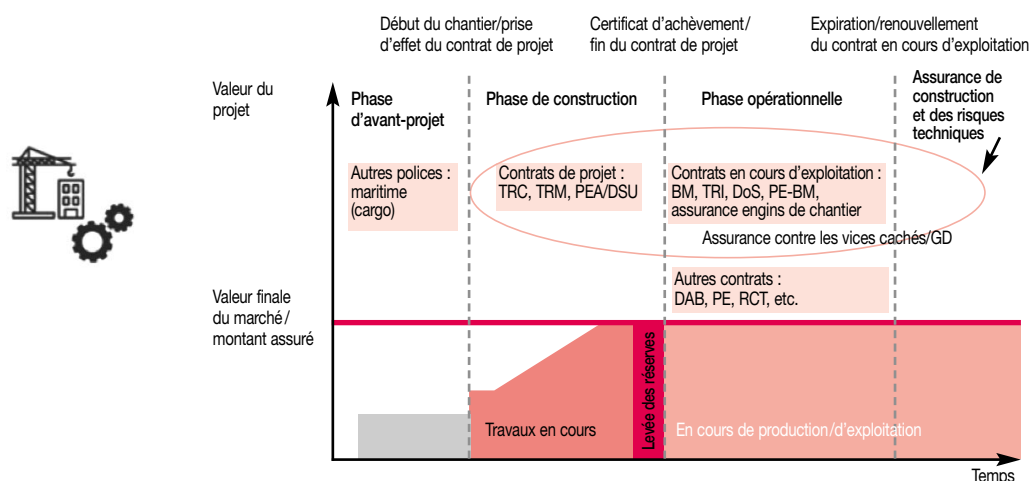 Début du chantier/prise
d'effet du contrat de projet
Certificat d'achèvement/
fin du contrat de projet
Expiration/renouvellement
du contrat en cours d'exploitation
Valeur du
projet
Phase
d'avant-projet
Phase de construction
Phase opérationnelle
Assurance de
construction
et des risques
techniques
Autres polices :
maritime
(cargo)
Contrats de projet :
TRC, TRM, PEA/DSU
Contrats en cours d'exploitation :
BM, TRI, DoS, PE-BM,
assurance engins de chantier
Assurance contre les vices cachés/GD
Autres contrats :
DAB, PE, RCT, etc.
Valeur finale
du marché/
montant assuré
Travaux en cours
Levée des réserves
En cours de production/d'exploitation
Temps